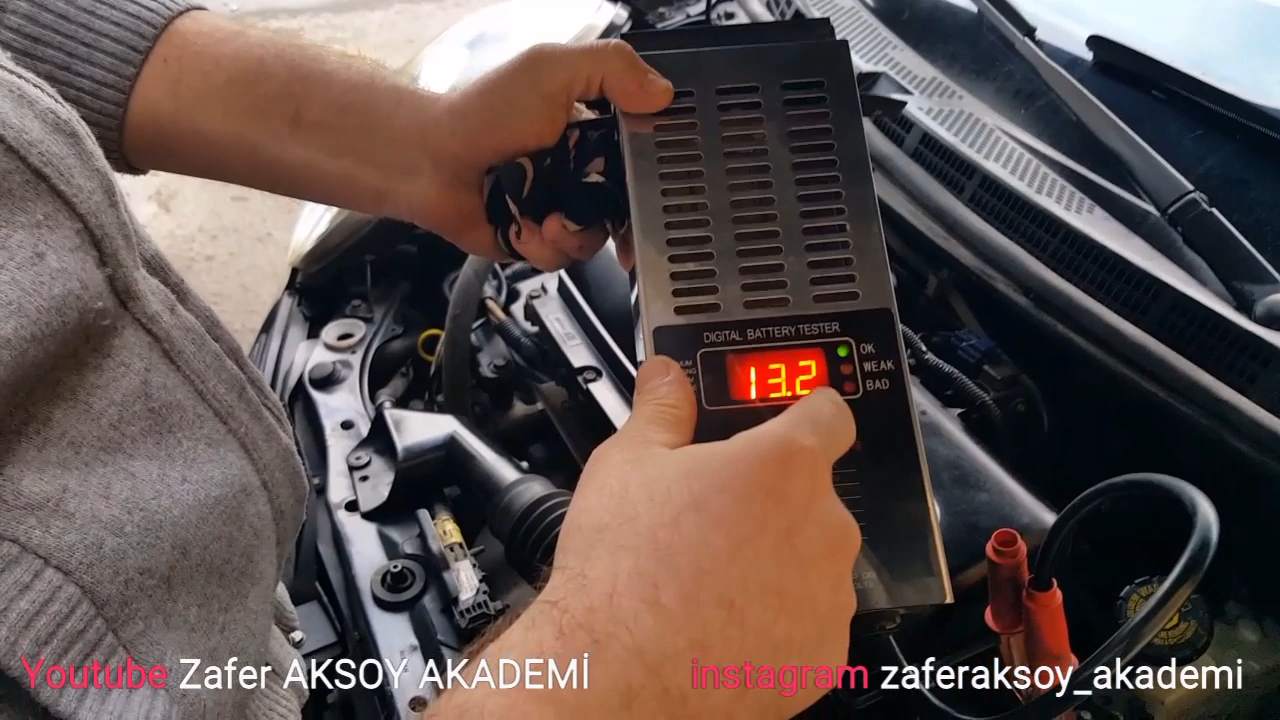 DIGITAL BATTERY TESTER
13.2
OK
WEAK
BAD
Youtube Zafer AKSOY AKADEMİ
instagram zaferaksoy_akademi